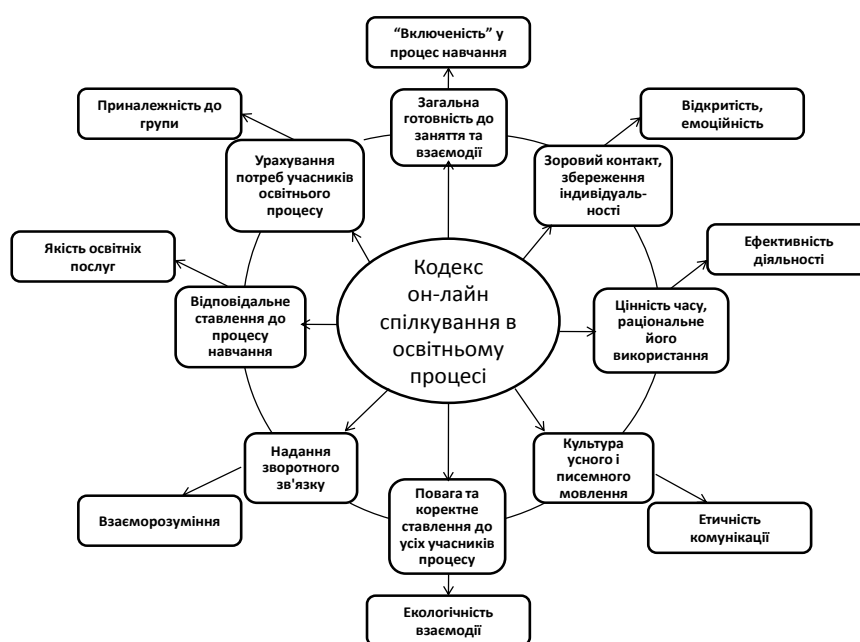 “Включеність” у
процес навчання
Приналежність до
групи
Загальна
готовність до
заняття та
взаємодії
Відкритість,
емоційність
Урахування
потреб учасників
освітнього
процесу
Зоровий контакт,
збереження
індивідуаль-
ності
Якість освітніх
послуг
Ефективність
діяльності
Кодекс
он-лайн
спілкування в
освітньому
процесі
Відповідальне
ставлення до
процесу
навчання
Цінність часу,
раціональне
його
використання
Надання
зворотного
зв'язку
Культура
усного і
писемного
мовлення
Повага та
коректне
ставлення до
усіх учасників
процесу
Взаєморозуміння
Етичність
комунікації
Екологічність
взаємодії